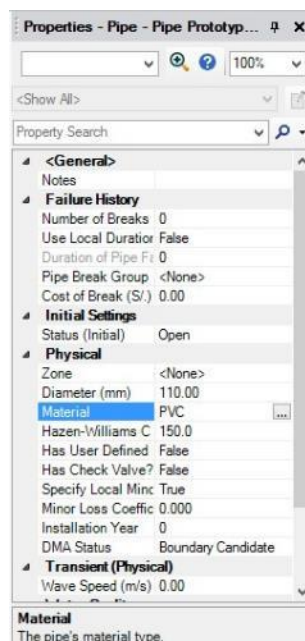 Properties - Pipe - Pipe Prototyp...
100%
<Show All>
Property Search
<General>
Notes
Failure History
Number of Breaks 0
Use Local Duration False
Duration of Pipe Fa 0
Pipe Break Group <None>
Cost of Break (S/.) 0.00
Initial Settings
Status (Initial) Open
Physical
Zone <None>
Diameter (mm) 110.00
Material PVC ...
Hazen-Williams C 150.0
Has User Defined False
Has Check Valve? False
Specify Local Minc True
Minor Loss Coeffic 0.000
Installation Year 0
DMA Status Boundary Candidate
Transient (Physical)
Wave Speed (m/s) 0.00
Material
The pipe's material type.